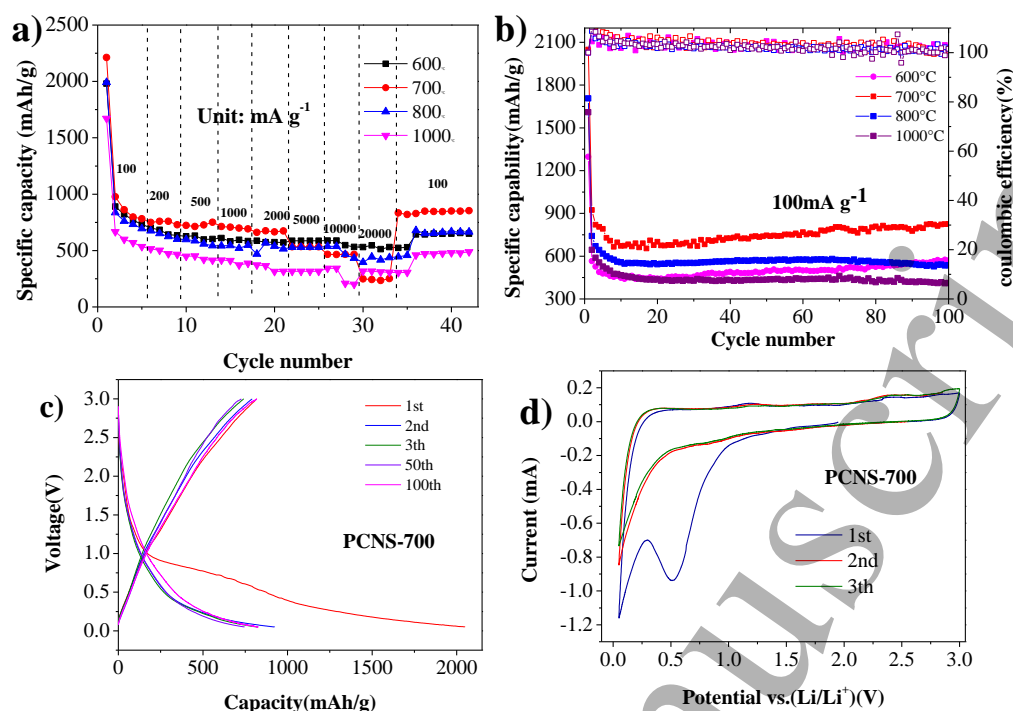 a)
2500
2000
1500
1000
500
0
Specific capacity (mAh/g)
0 10 20 30 40
Cycle number
Unit: mA g-1
600
700
800
1000
100
200
500
1000
2000
5000
10000
20000
100
b)
2100
1800
1500
1200
900
600
300
Specific capability(mAh/g)
0 20 40 60 80 100
Cycle number
100
80
60
40
20
0
coulombic efficiency(%)
600°C
700°C
800°C
1000°C
100mA g-1
c)
3.0
2.5
2.0
1.5
1.0
0.5
0.0
Voltage(V)
0 500 1000 1500 2000
Capacity(mAh/g)
1st
2nd
3th
50th
100th
PCNS-700
d)
0.2
0.0
-0.2
-0.4
-0.6
-0.8
-1.0
-1.2
Current (mA)
0.0 0.5 1.0 1.5 2.0 2.5 3.0
Potential vs.(Li/Li+)(V)
PCNS-700
1st
2nd
3th
uscri